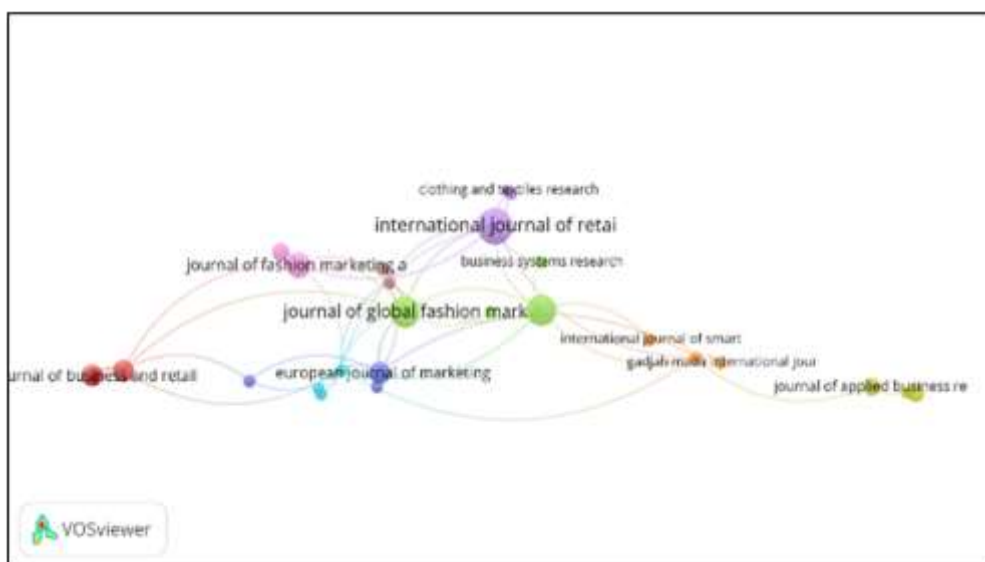 clothing and textiles research
international journal of retai
business systems research
journal of fashion marketing a
journal of global fashion mark
international journal of smart
gadjah mada international jour
urnal of business and retail
european journal of marketing
journal of applied business re
VOSviewer